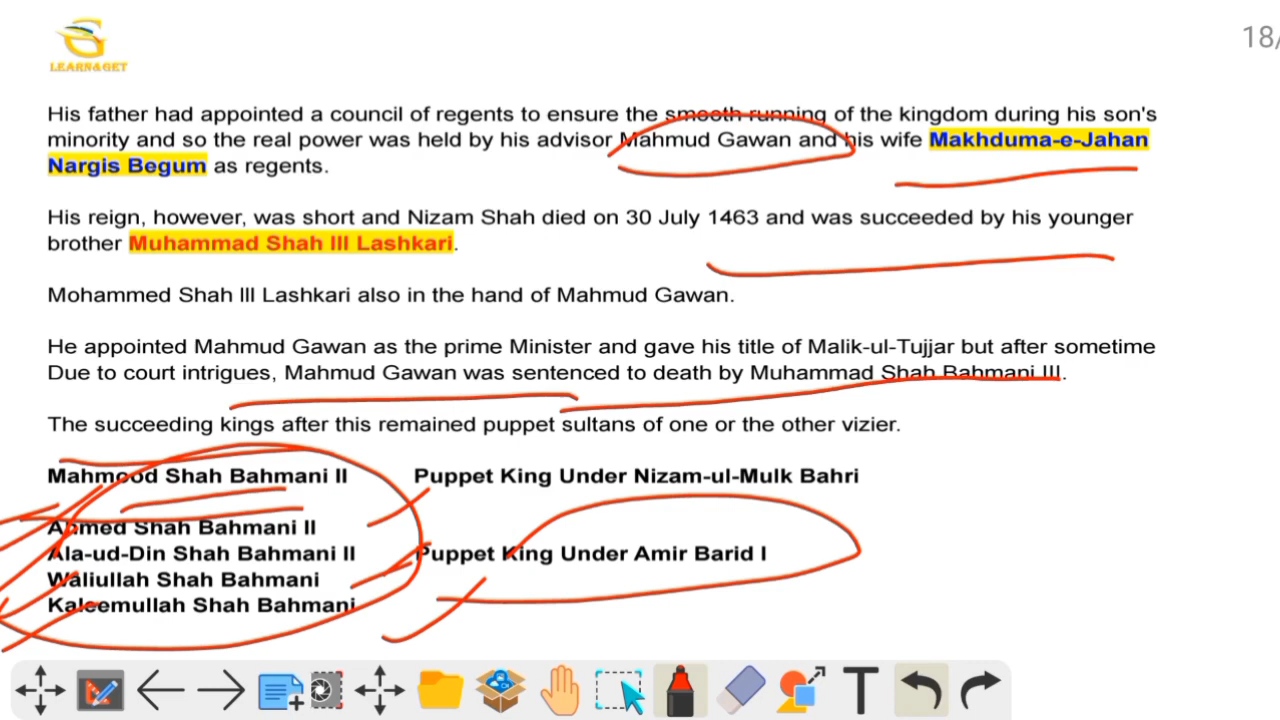 LEARN&GET
18/
His father had appointed a council of regents to ensure the smooth running of the kingdom during his son's
minority and so the real power was held by his advisor Mahmud Gawan and his wife Makhduma-e-Jahan
Nargis Begum as regents.
His reign, however, was short and Nizam Shah died on 30 July 1463 and was succeeded by his younger
brother Muhammad Shah III Lashkari.
Mohammed Shah III Lashkari also in the hand of Mahmud Gawan.
He appointed Mahmud Gawan as the prime Minister and gave his title of Malik-ul-Tujjar but after sometime
Due to court intrigues, Mahmud Gawan was sentenced to death by Muhammad Shah Bahmani III.
The succeeding kings after this remained puppet sultans of one or the other vizier.
Mahmood Shah Bahmani II Puppet King Under Nizam-ul-Mulk Bahri
Ahmed Shah Bahmani II
Ala-ud-Din Shah Bahmani II Puppet King Under Amir Barid I
Waliullah Shah Bahmani
Kaleemullah Shah Bahmani
T